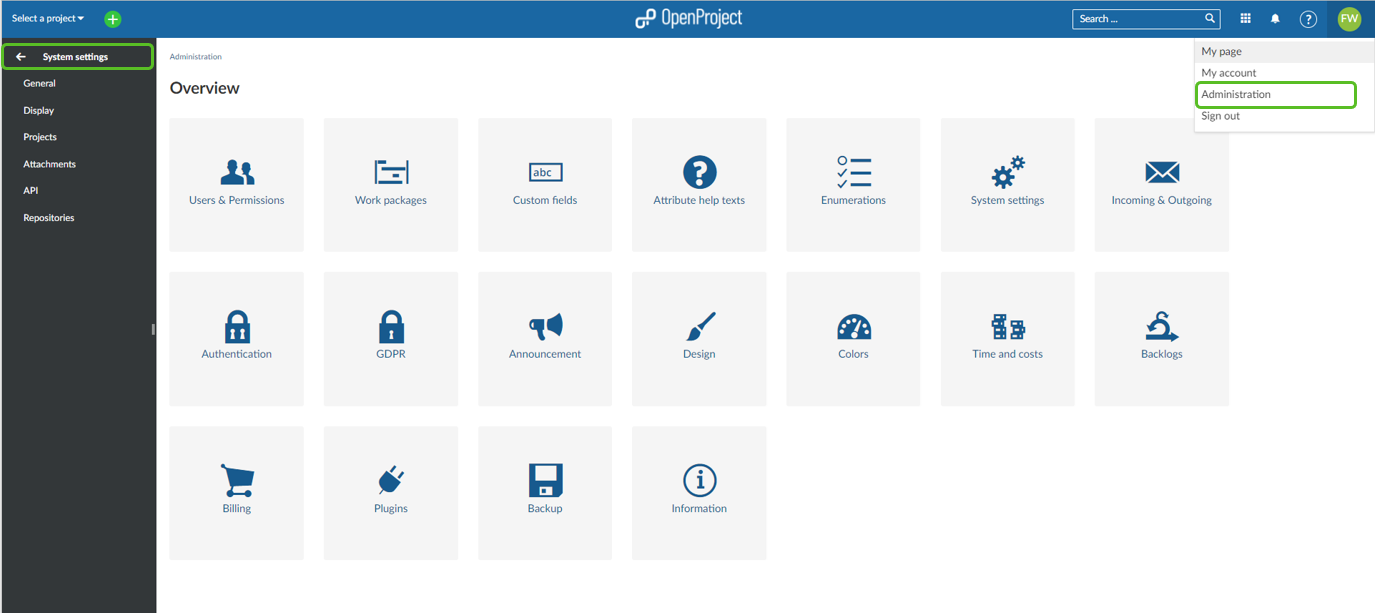 Select a project
OpenProject
Search ...
?
FW
System settings
General
Display
Projects
Attachments
API
Repositories
Administration
Overview
My page
My account
Administration
Sign out
abc
?
Users & Permissions
Work packages
Custom fields
Attribute help texts
Enumerations
System settings
Incoming & Outgoing
Authentication
GDPR
Announcement
Design
Colors
Time and costs
Backlogs
i
Billing
Plugins
Backup
Information